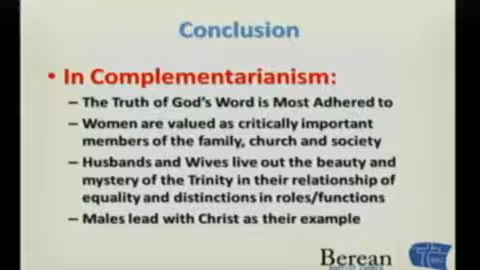 Conclusion
• In Complementarianism:
– The Truth of God's Word is Most Adhered to
– Women are valued as critically important
members of the family, church and society
– Husbands and Wives live out the beauty and
mystery of the Trinity in their relationship of
equality and distinctions in roles/functions
– Males lead with Christ as their example
Berean